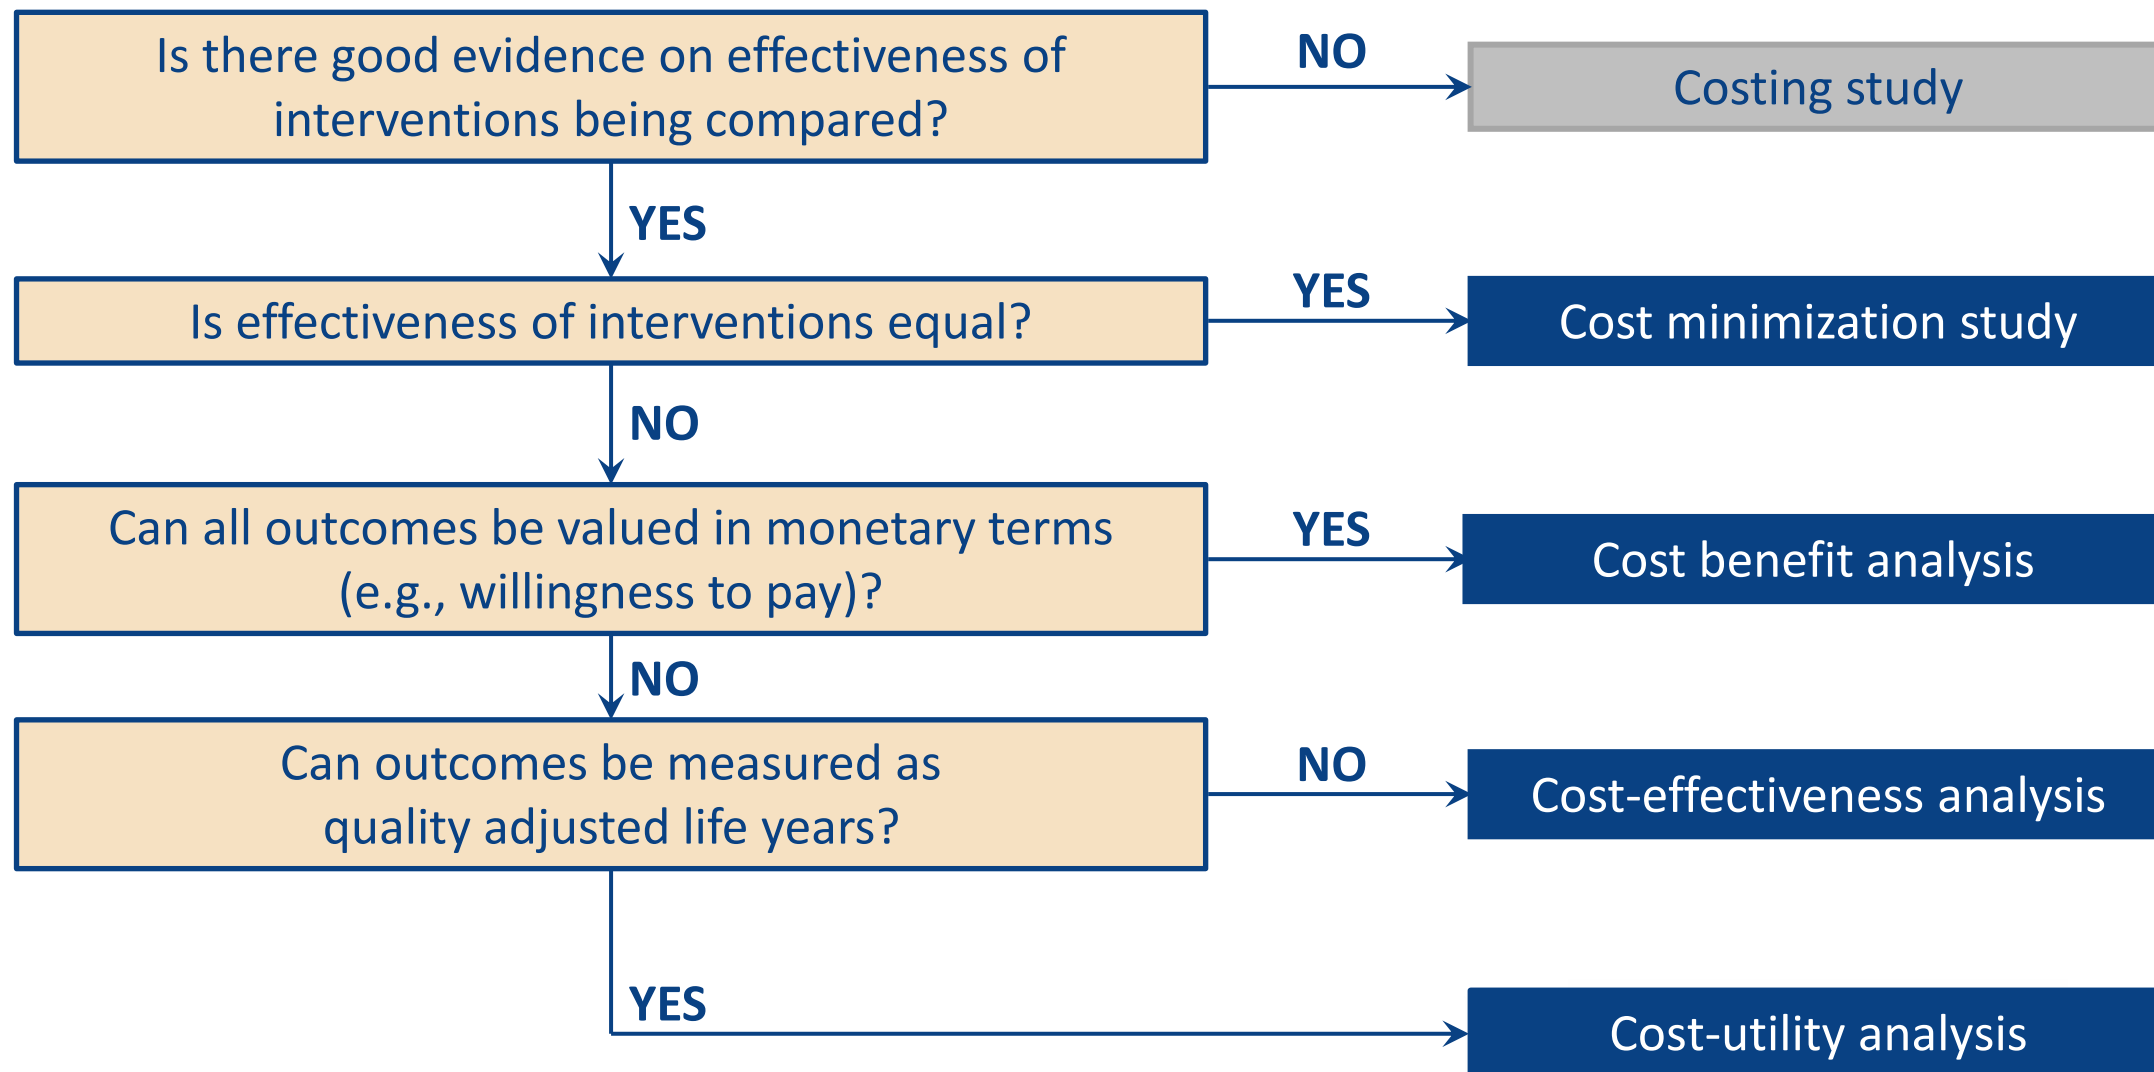 Is there good evidence on effectiveness of
interventions being compared?
NO
Costing study
YES
Is effectiveness of interventions equal?
YES
Cost minimization study
NO
Can all outcomes be valued in monetary terms
(e.g., willingness to pay)?
YES
Cost benefit analysis
NO
Can outcomes be measured as
quality adjusted life years?
NO
Cost-effectiveness analysis
YES
Cost-utility analysis